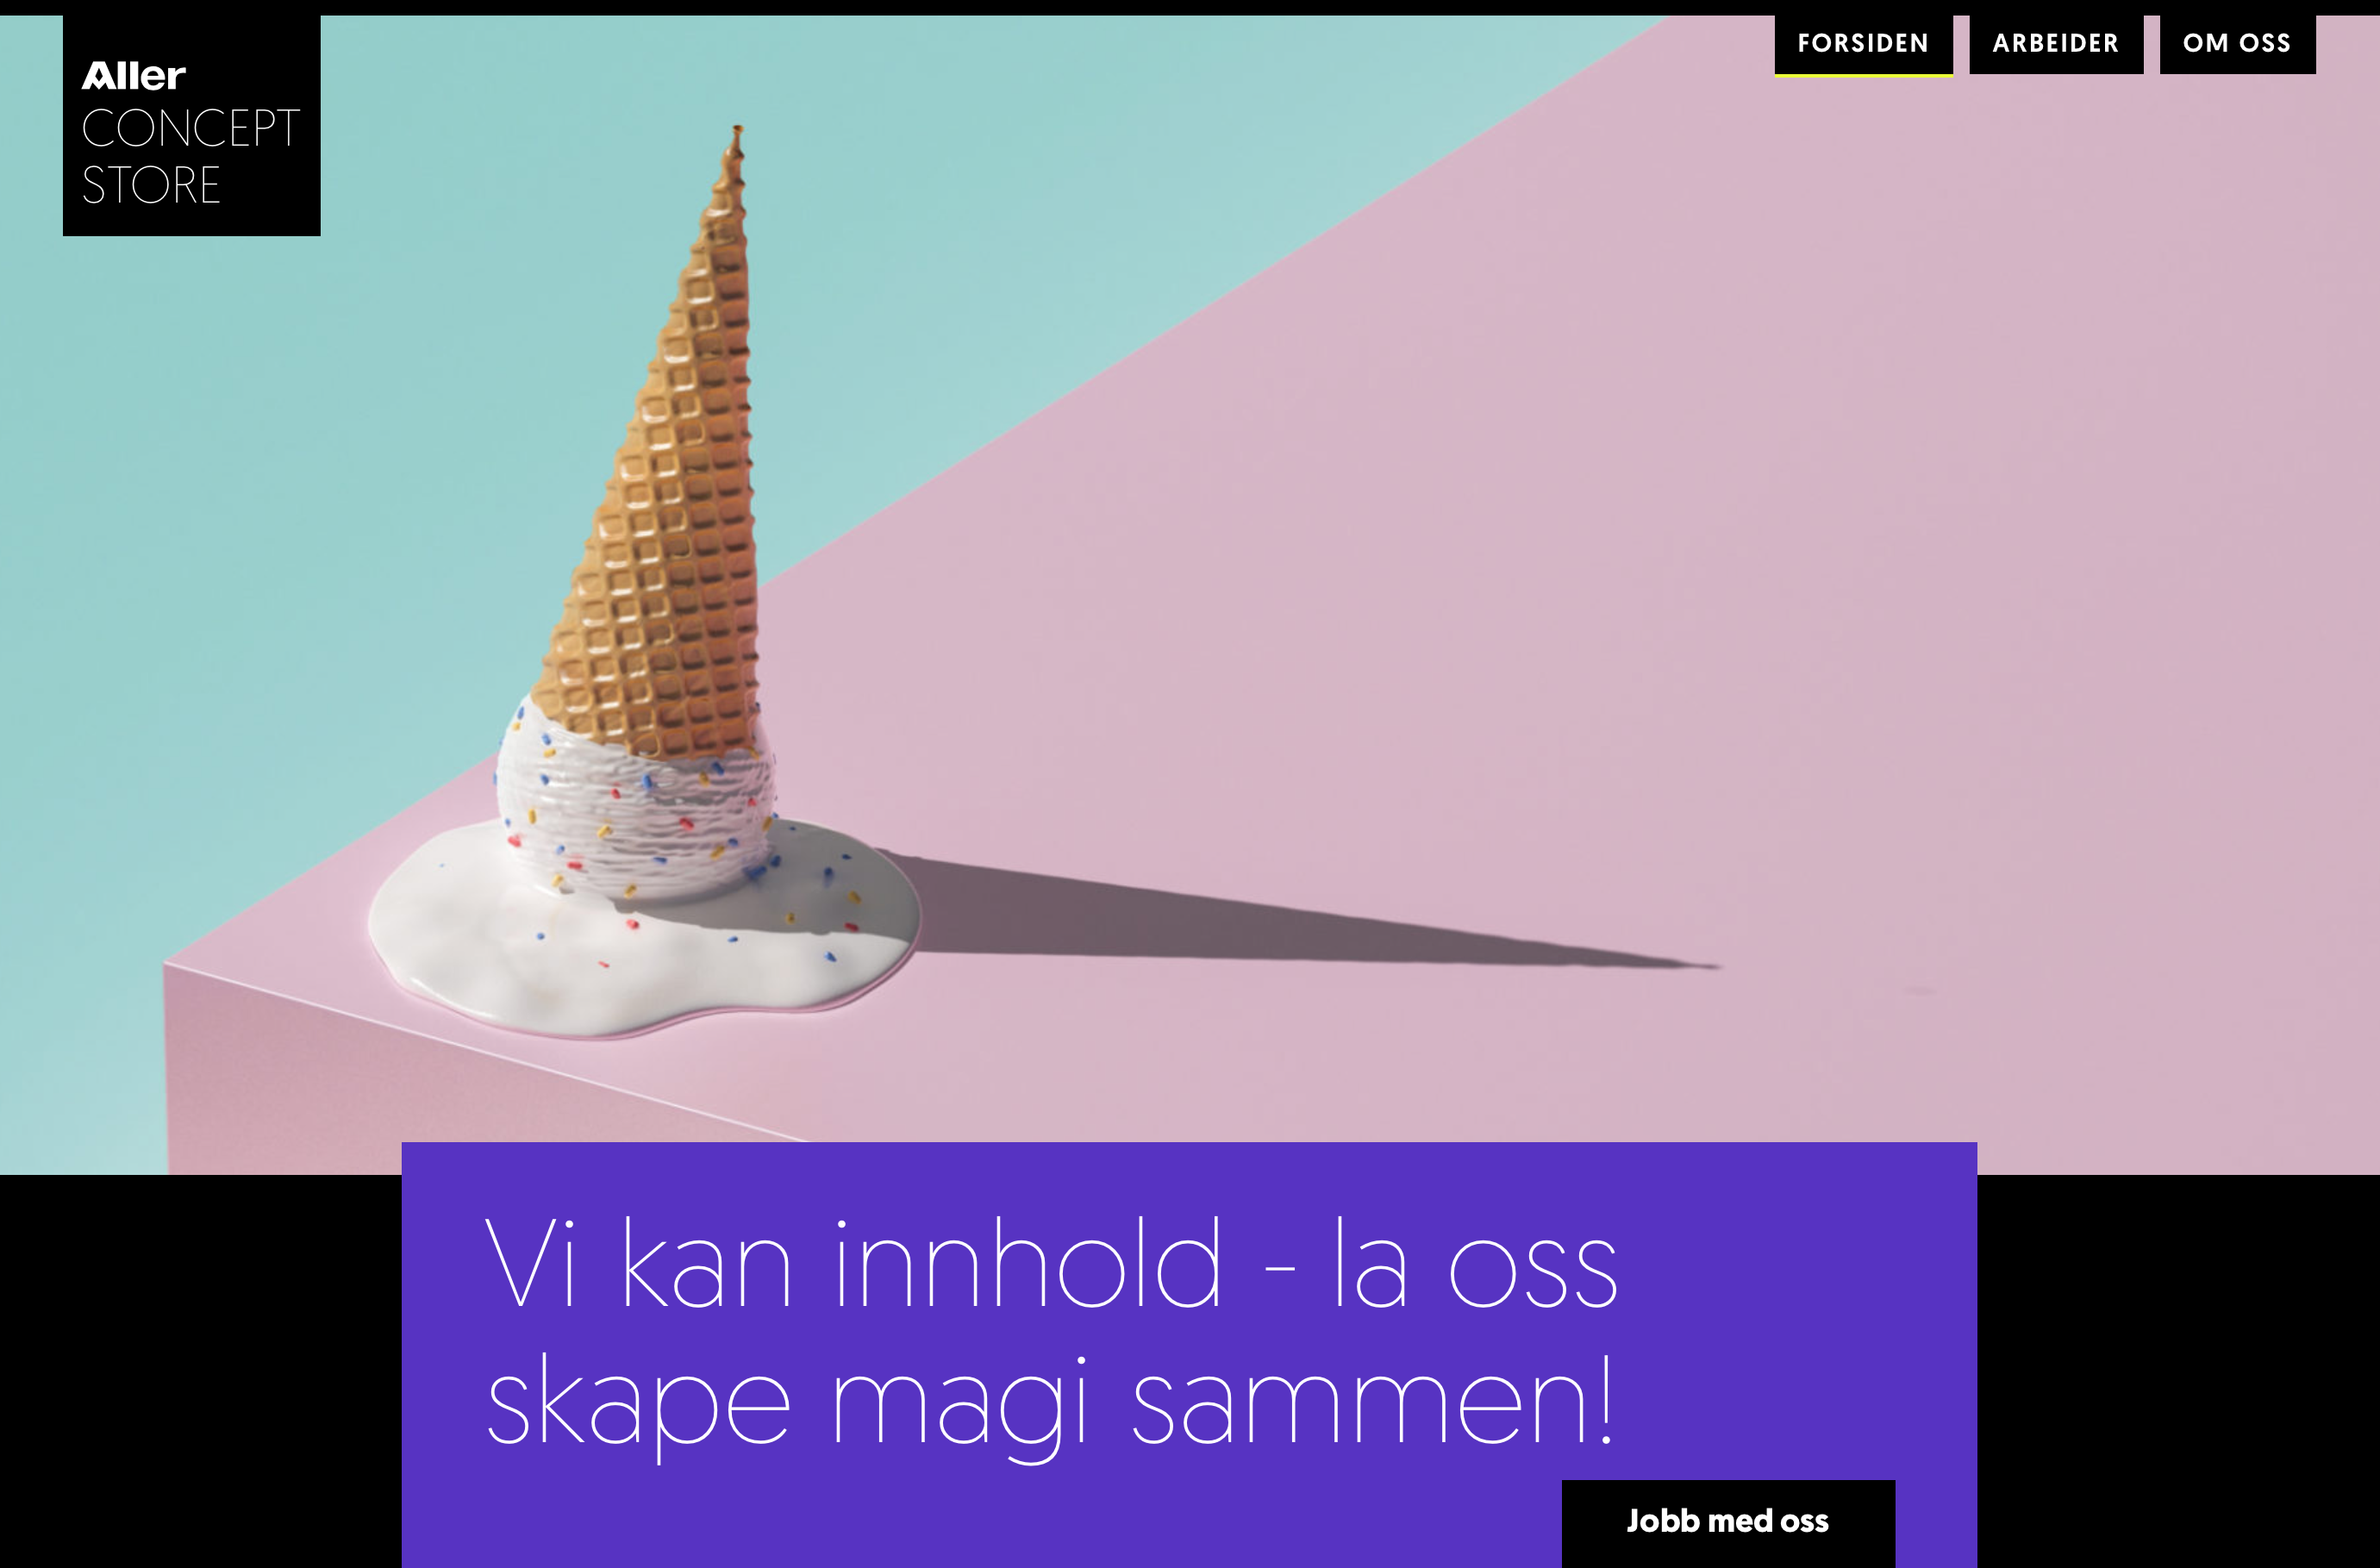 Aller
CONCEPT
STORE
FORSIDEN
ARBEIDER
OM OSS
Vi kan innhold - la oss
skape magi sammen!
Jobb med oss